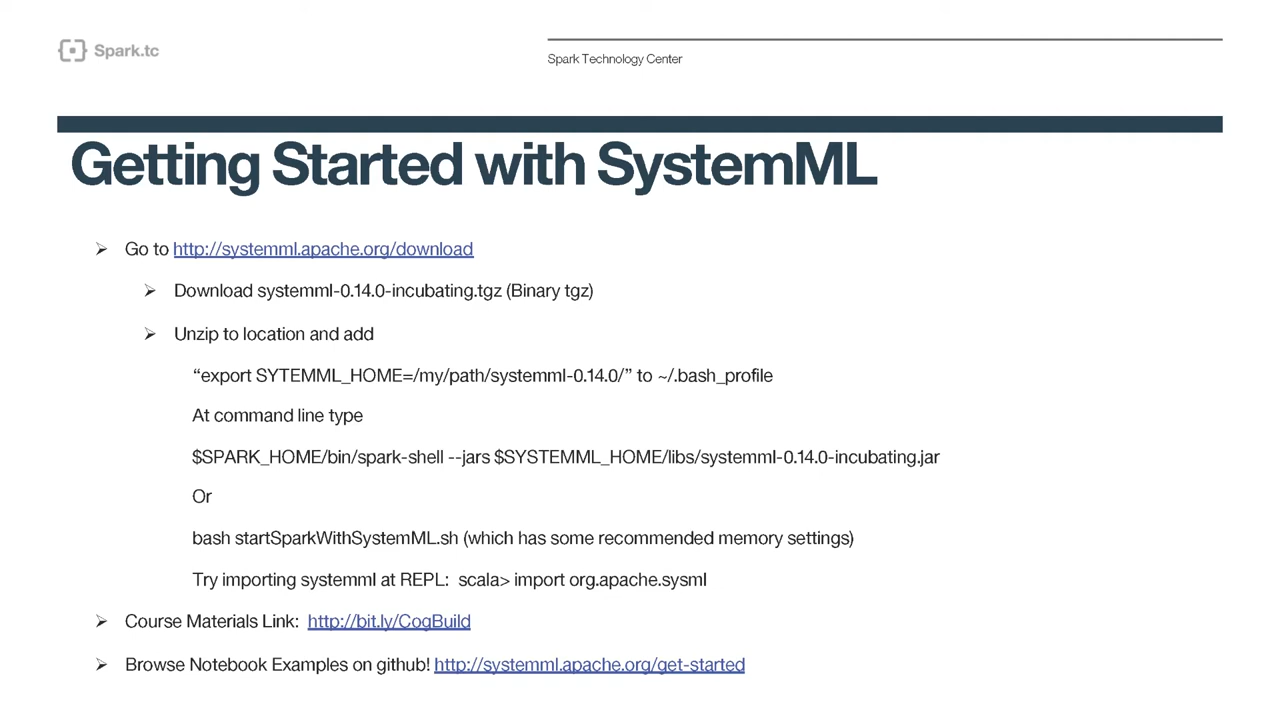 Spark.tc
Spark Technology Center
Getting Started with SystemML
Go to http://systemml.apache.org/download
Download systemml-0.14.0-incubating.tgz (Binary tgz)
Unzip to location and add
“export SYTEMML_HOME=/my/path/systemml-0.14.0/” to ~/.bash_profile
At command line type
$SPARK_HOME/bin/spark-shell --jars $SYSTEMML_HOME/libs/systemml-0.14.0-incubating.jar
Or
bash startSparkWithSystemML.sh (which has some recommended memory settings)
Try importing systemml at REPL: scala> import org.apache.sysml
Course Materials Link: http://bit.ly/CogBuild
Browse Notebook Examples on github! http://systemml.apache.org/get-started